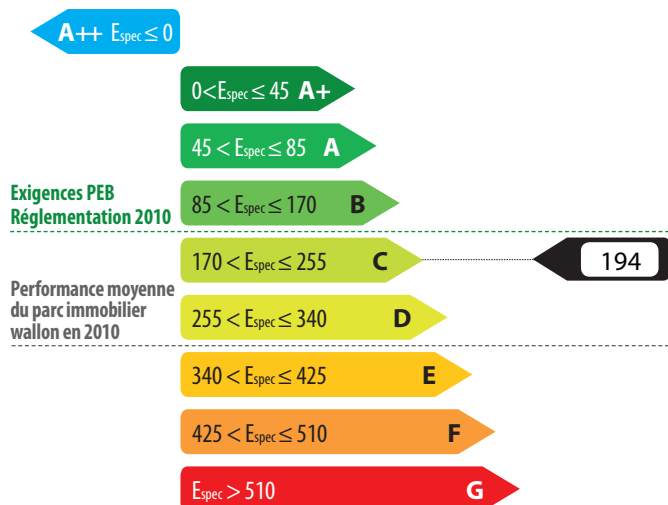 A++ Espec ≤ 0
0<Espec ≤ 45 A+
45 < Espec ≤ 85 A
Exigences PEB
Réglementation 2010
85 < Espec ≤ 170 B
170 < Espec ≤ 255 C
194
Performance moyenne
du parc immobilier
wallon en 2010
255 < Espec ≤ 340 D
340 < Espec ≤ 425 E
425 < Espec ≤ 510 F
Espec > 510 G